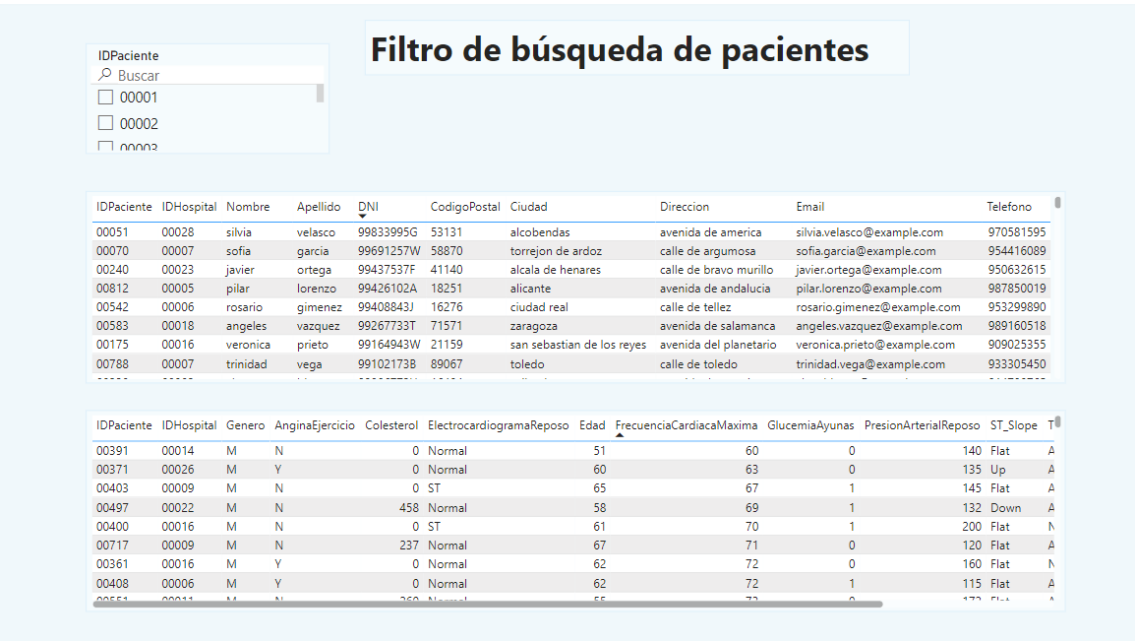 Filtro de búsqueda de pacientes
IDPaciente
Buscar
00001
00002
00003
IDPaciente IDHospital Nombre Apellido DNI CodigoPostal Ciudad Direccion Email Telefono
00051 00028 silvia velasco 99833995G 53131 alcobendas avenida de america silvia.velasco@example.com 970581595
00070 00007 sofia garcia 99691257W 58870 torrejon de ardoz calle de argumosa sofia.garcia@example.com 954416089
00240 00023 javier ortega 99437537F 41140 alcala de henares calle de bravo murillo javier.ortega@example.com 950632615
00812 00005 pilar lorenzo 99426102A 18251 alicante avenida de andalucia pilar.lorenzo@example.com 987850019
00542 00006 rosario gimenez 99408843J 16276 ciudad real calle de tellez rosario.gimenez@example.com 953299890
00583 00018 angeles vazquez 99267733T 71571 zaragoza avenida de salamanca angeles.vazquez@example.com 989160518
00175 00016 veronica prieto 99164943W 21159 san sebastian de los reyes avenida del planetario veronica.prieto@example.com 909025355
00788 00007 trinidad vega 99102173B 89067 toledo calle de toledo trinidad.vega@example.com 933305450
IDPaciente IDHospital Genero AnginaEjercicio Colesterol ElectrocardiogramaReposo Edad FrecuenciaCardiacaMaxima GlucemiaAyunas PresionArterialReposo ST_Slope T
00391 00014 M N 0 Normal 51 60 0 140 Flat A
00371 00026 M Y 0 Normal 60 63 0 135 Up A
00403 00009 M N 0 ST 65 67 1 145 Flat A
00497 00022 M N 458 Normal 58 69 1 132 Down A
00400 00016 M N 0 ST 61 70 1 200 Flat N
00717 00009 M N 237 Normal 67 71 0 120 Flat A
00361 00016 M Y 0 Normal 62 72 0 160 Flat N
00408 00006 M Y 0 Normal 62 72 1 115 Flat A